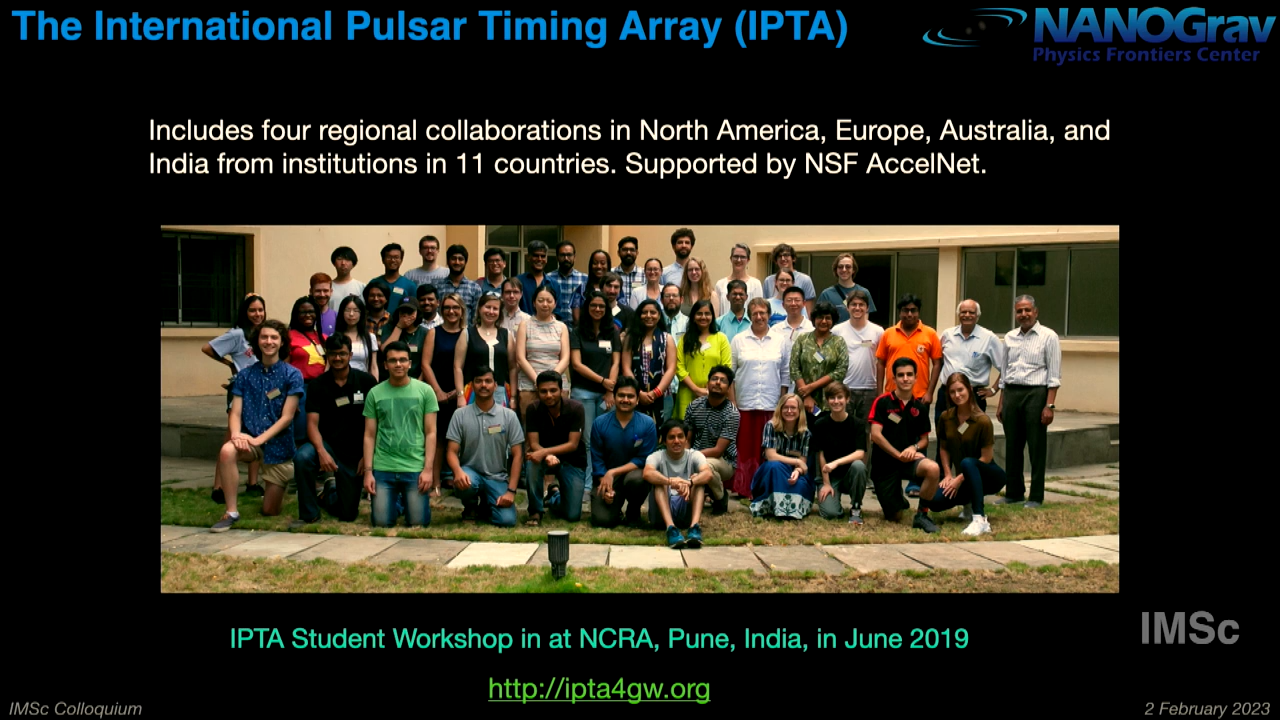 The International Pulsar Timing Array (IPTA)
NANOGrav
Physics Frontiers Center
Includes four regional collaborations in North America, Europe, Australia, and
India from institutions in 11 countries. Supported by NSF AccelNet.
IPTA Student Workshop in at NCRA, Pune, India, in June 2019
IMSc
http://ipta4gw.org
IMSc Colloquium
2 February 2023